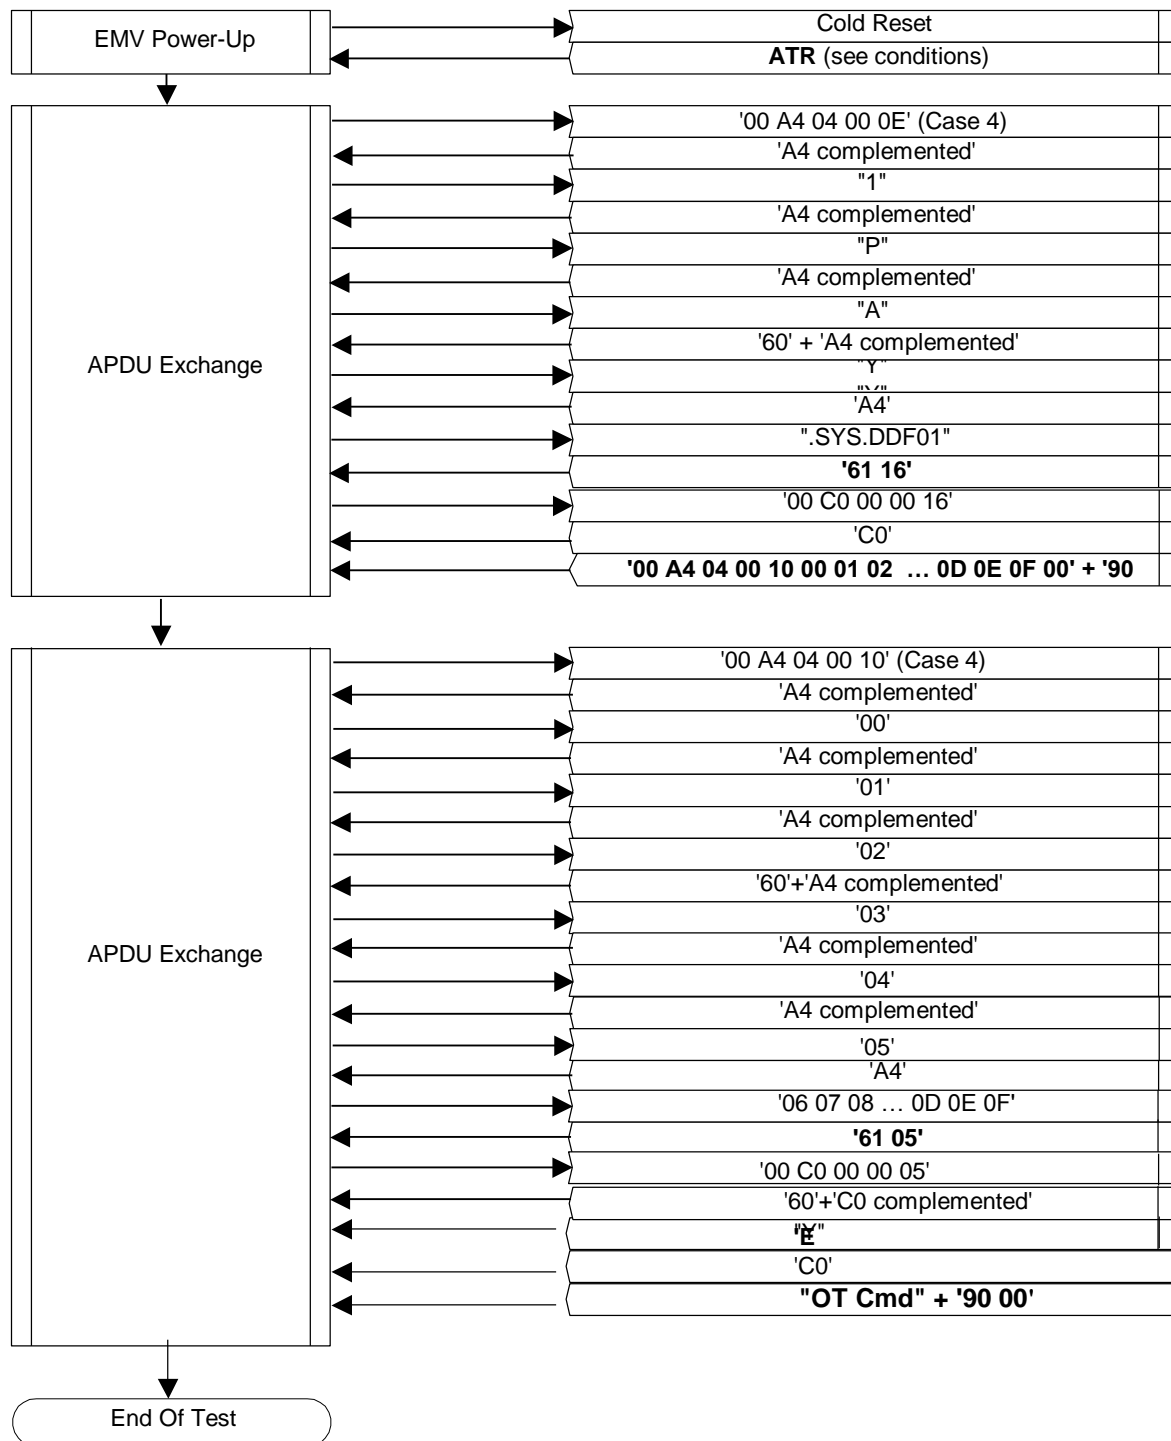 EMV Power-Up
Cold Reset
ATR (see conditions)
APDU Exchange
'00 A4 04 00 0E' (Case 4)
'A4 complemented'
"1"
'A4 complemented'
"P"
'A4 complemented'
"A"
'60' + 'A4 complemented'
"Y"
'A4'
".SYS.DDF01"
'61 16'
'00 C0 00 00 16'
'C0'
'00 A4 04 00 10 00 01 02 … 0D 0E 0F 00' + '90
APDU Exchange
'00 A4 04 00 10' (Case 4)
'A4 complemented'
'00'
'A4 complemented'
'01'
'A4 complemented'
'02'
'60'+'A4 complemented'
'03'
'A4 complemented'
'04'
'A4 complemented'
'05'
'A4'
'06 07 08 … 0D 0E 0F'
'61 05'
'00 C0 00 00 05'
'60'+'C0 complemented'
'C0'
"OT Cmd" + '90 00'
End Of Test